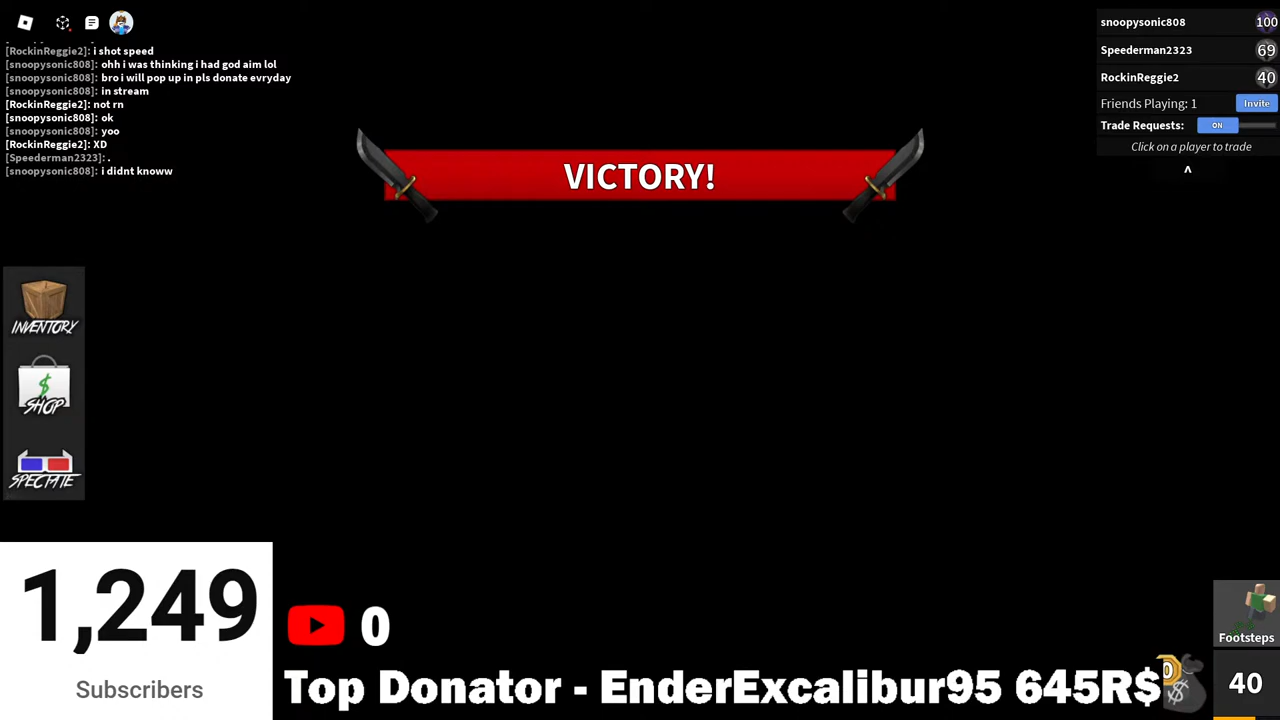 [RockinReggie2]: i shot speed
[snoopysonic808]: ohh i was thinking i had god aim lol
[snoopysonic808]: bro i will pop up in pls donate evryday
[snoopysonic808]: in stream
[RockinReggie2]: not rn
[snoopysonic808]: ok
[snoopysonic808]: yoo
[RockinReggie2]: XD
[Speederman2323]: .
[snoopysonic808]: i didnt knoww
VICTORY!
snoopysonic808 100
Speederman2323 69
RockinReggie2 40
Friends Playing: 1 Invite
Trade Requests: ON
Click on a player to trade
^
INVENTORY
$
SHOP
SPECTATE
1,249
Subscribers
0
Top Donator - EnderExcalibur95 645R$
0
$
Footsteps
40